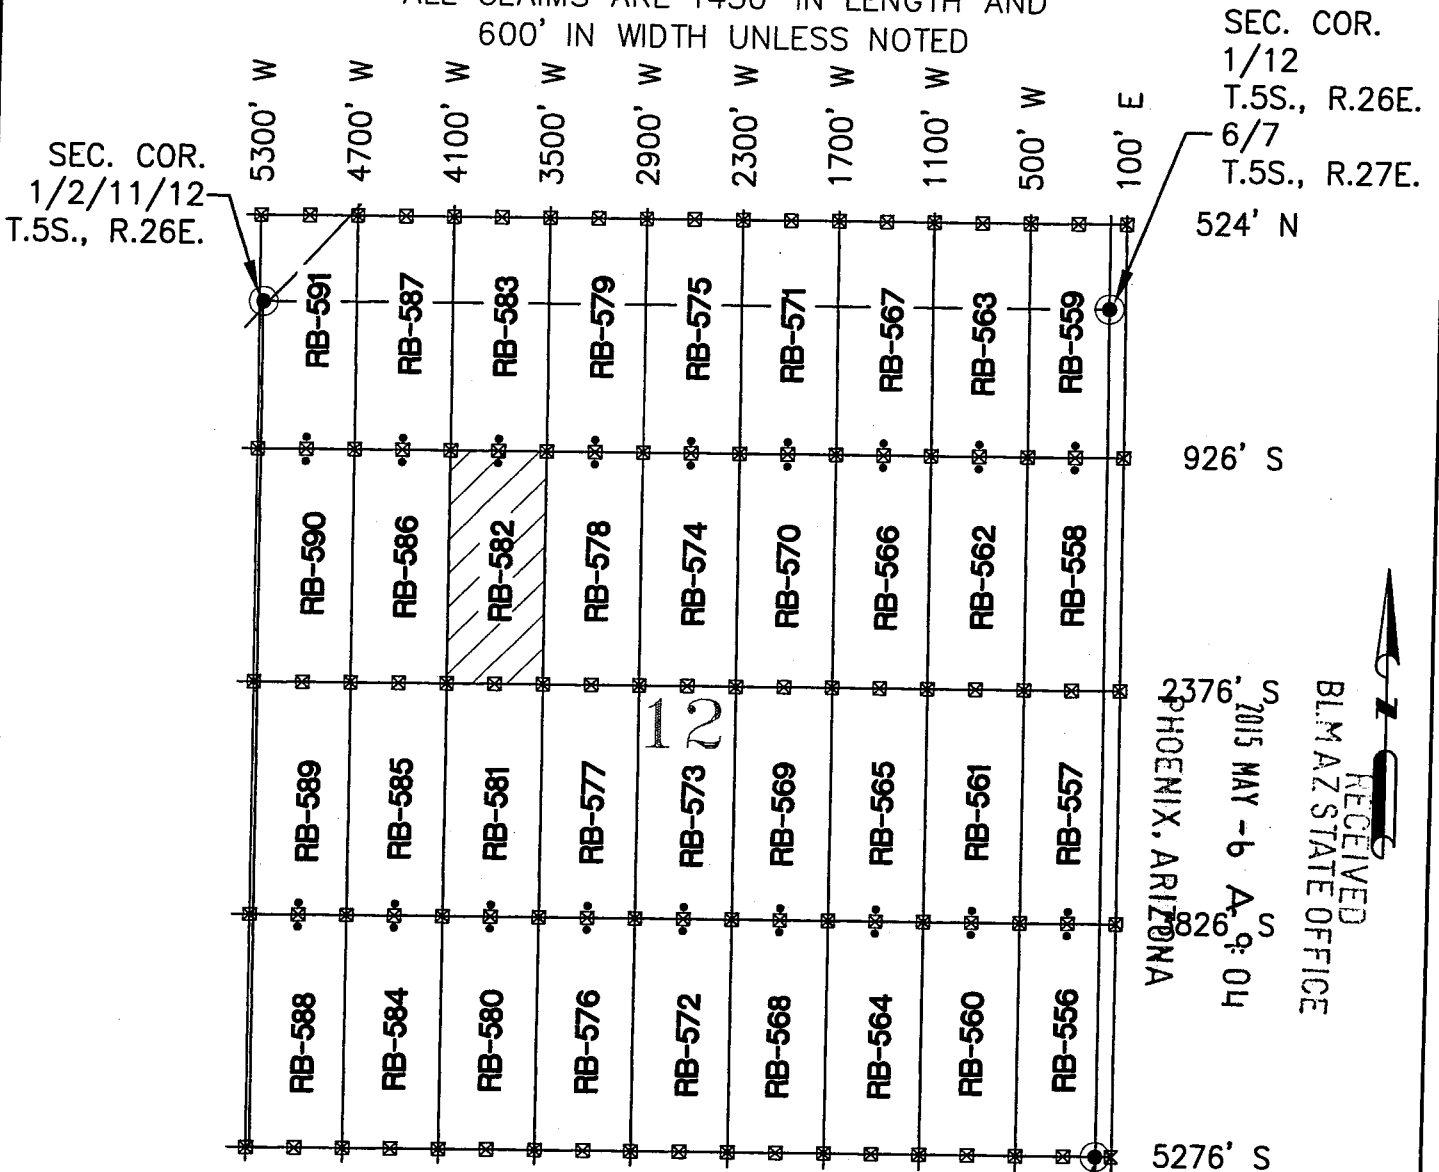 600' IN WIDTH UNLESS NOTED
SEC. COR.
1/12
T.5S., R.26E.
6/7
T.5S., R.27E.
SEC. COR.
1/2/11/12
T.5S., R.26E.
5300' W
4700' W
4100' W
3500' W
2900' W
2300' W
1700' W
1100' W
500' W
100' E
524' N
RB-591
RB-587
RB-583
RB-579
RB-575
RB-571
RB-567
RB-563
RB-559
926' S
RB-590
RB-586
RB-582
RB-578
RB-574
RB-570
RB-566
RB-562
RB-558
2376' S
12
RB-589
RB-585
RB-581
RB-577
RB-573
RB-569
RB-565
RB-561
RB-557
S
RB-588
RB-584
RB-580
RB-576
RB-572
RB-568
RB-564
RB-560
RB-556
5276' S
Z
RECEIVED
BLM AZ STATE OFFICE
2015 MAY -6 A 9:04
PHOENIX, ARIZONA